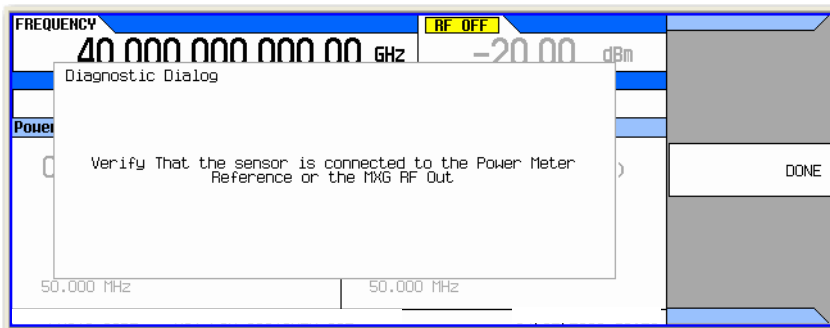 FREQUENCY
RF OFF
40.000 000 000 00 GHz
-20.00 dBm
Diagnostic Dialog
Power
Verify That the sensor is connected to the Power Meter
Reference or the MXG RF Out
DONE
50.000 MHz
50.000 MHz